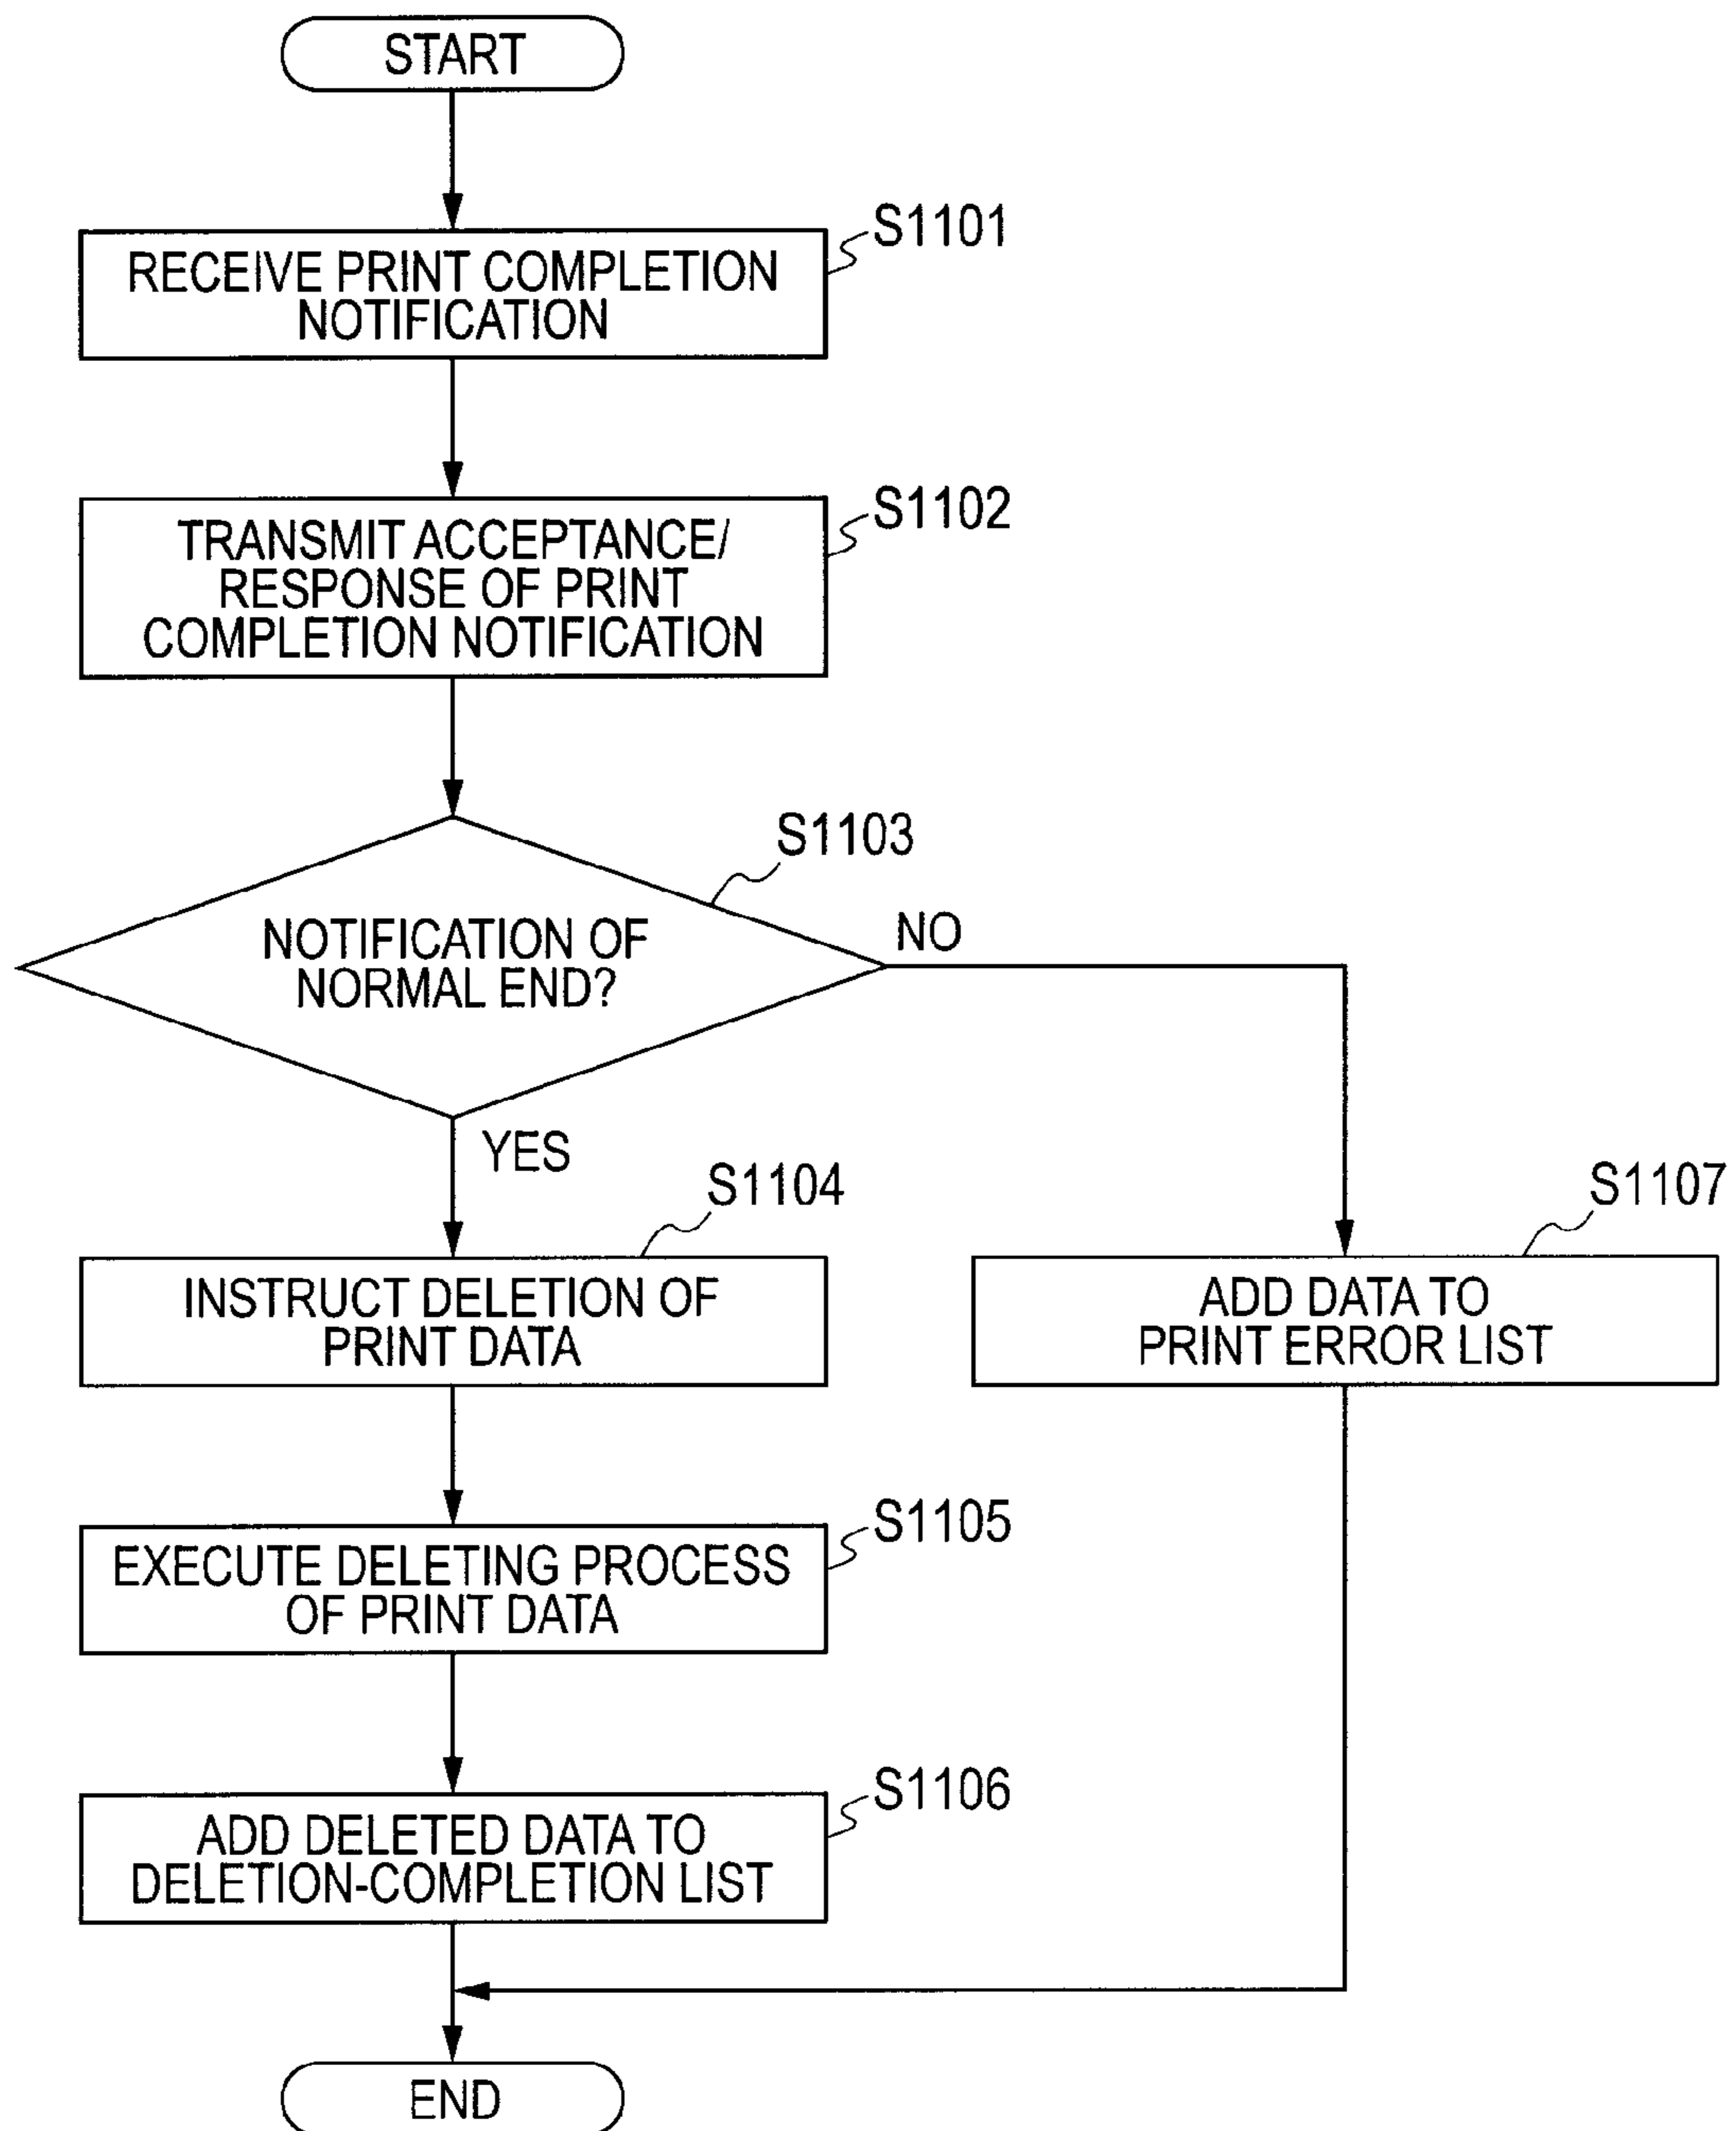 START
S1101
RECEIVE PRINT COMPLETION
NOTIFICATION
S1102
TRANSMIT ACCEPTANCE/
RESPONSE OF PRINT
COMPLETION NOTIFICATION
S1103
NOTIFICATION OF
NORMAL END?
NO
YES
S1104
INSTRUCT DELETION OF
PRINT DATA
S1107
ADD DATA TO
PRINT ERROR LIST
S1105
EXECUTE DELETING PROCESS
OF PRINT DATA
S1106
ADD DELETED DATA TO
DELETION-COMPLETION LIST
END